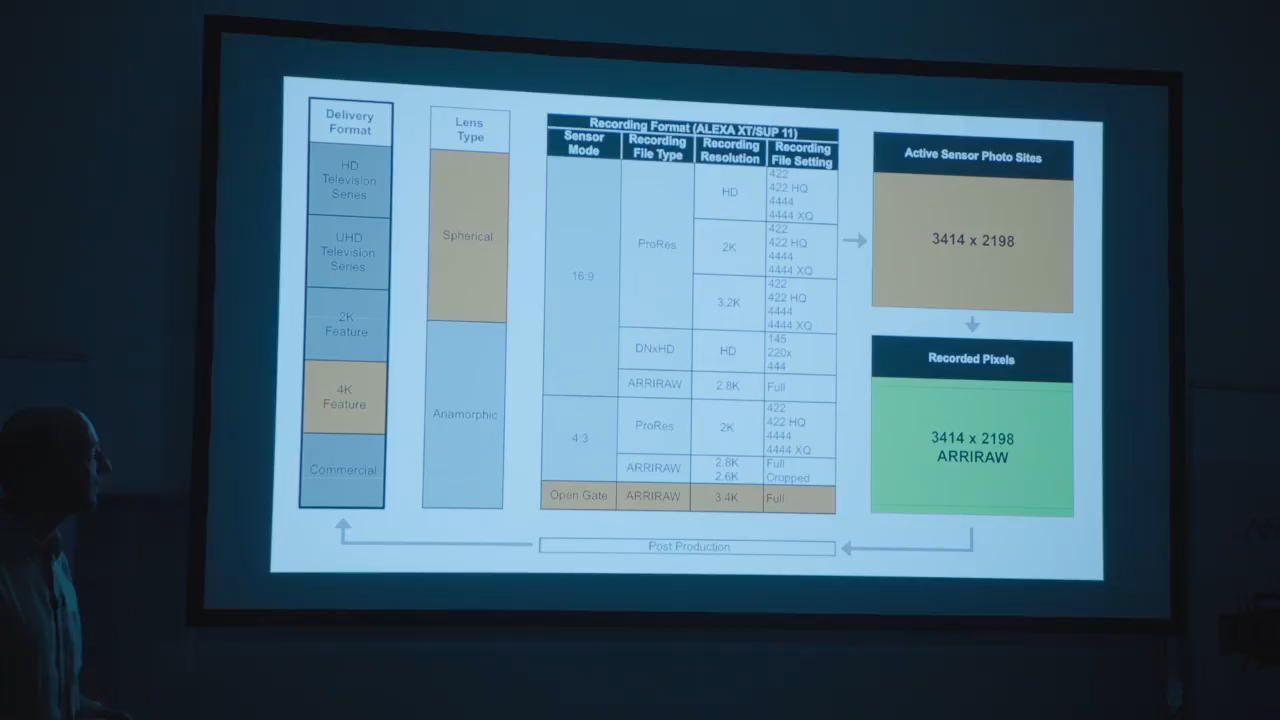 Delivery
Format
HD
Television
Series
UHD
Television
Series
2K
Feature
4K
Feature
Commercial
Lens
Type
Spherical
Anamorphic
Recording Format (ALEXA XT/SUP 11)
Sensor
Mode
Recording
File Type
Recording
Resolution
Recording
File Setting
16:9
ProRes
HD
422
422 HQ
4444
4444 XQ
2K
422
422 HQ
4444
4444 XQ
3.2K
422
422 HQ
4444
4444 XQ
DNxHD
HD
145
220x
444
ARRIRAW
2.8K
Full
4:3
ProRes
2K
422
422 HQ
4444
4444 XQ
ARRIRAW
2.8K
2.6K
Full
Cropped
Open Gate
ARRIRAW
3.4K
Full
Active Sensor Photo Sites
3414 x 2198
Recorded Pixels
3414 x 2198
ARRIRAW
Post Production